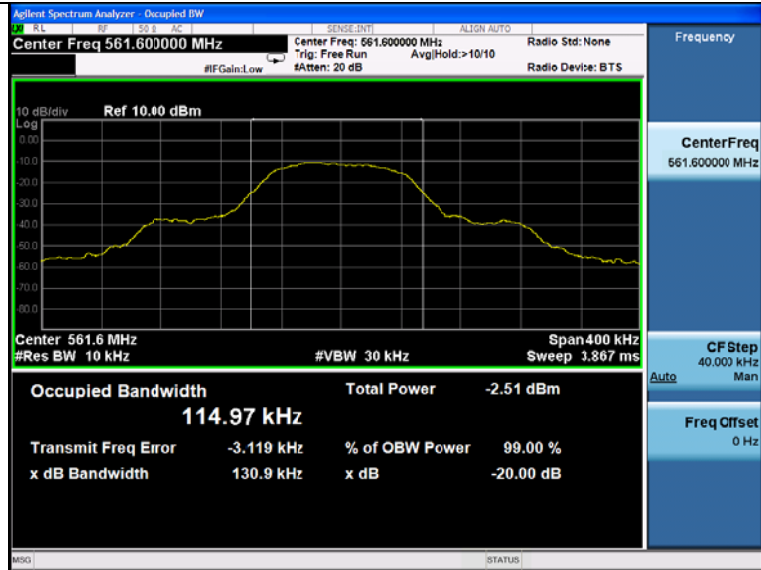 Agilent Spectrum Analyzer - Occupied BW
RL RF 50 Ω AC SENSE:INT ALIGN AUTO
Center Freq 561.600000 MHz
Center Freq: 561.600000 MHz
Radio Std: None
Trig: Free Run Avg|Hold:>10/10
#IFGain:Low
#Atten: 20 dB
Radio Device: BTS
10 dB/div Ref 10.00 dBm
Log
0.00
-10.0
-20.0
-30.0
-40.0
-50.0
-60.0
-70.0
-80.0
Center 561.6 MHz Span 400 kHz
#Res BW 10 kHz #VBW 30 kHz Sweep 3.867 ms
Occupied Bandwidth Total Power -2.51 dBm
114.97 kHz
Transmit Freq Error -3.119 kHz % of OBW Power 99.00 %
x dB Bandwidth 130.9 kHz x dB -20.00 dB
Frequency
Center Freq
561.600000 MHz
CF Step
40.000 kHz
Auto Man
Freq Offset
0 Hz
MSG STATUS